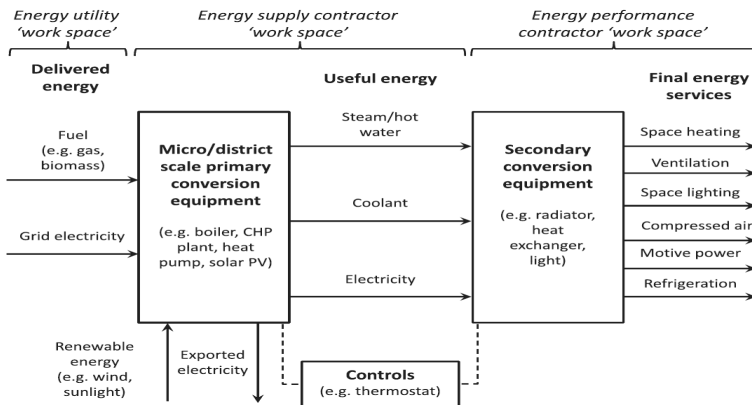 Energy utility
‘work space’
Energy supply contractor
‘work space’
Energy performance
contractor ‘work space’
Delivered
energy
Useful energy
Final energy
services
Fuel
(e.g. gas,
biomass)
Grid electricity
Micro/district
scale primary
conversion
equipment
(e.g. boiler, CHP
plant, heat
pump, solar PV)
Steam/hot
water
Coolant
Electricity
Secondary
conversion
equipment
(e.g. radiator,
heat
exchanger,
light)
Space heating
Ventilation
Space lighting
Compressed air
Motive power
Refrigeration
Renewable
energy
(e.g. wind,
sunlight)
Exported
electricity
Controls
(e.g. thermostat)